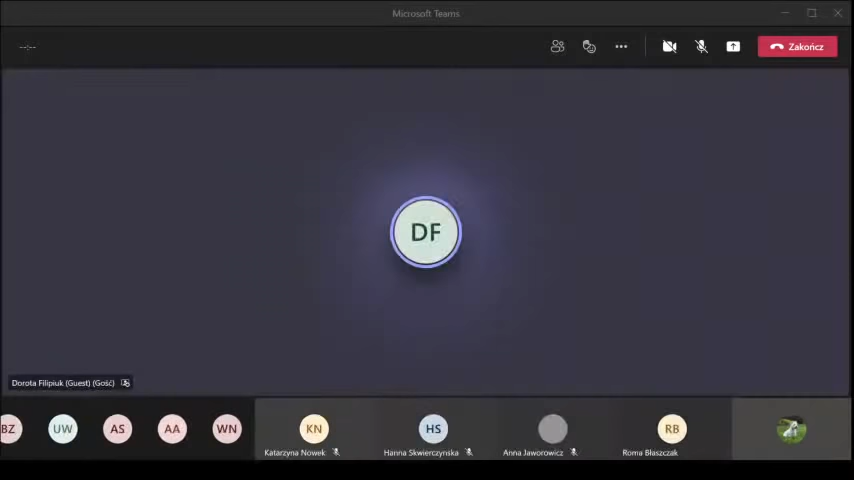 Microsoft Teams
--:--
Zakończ
DF
Dorota Filipiuk (Guest) (Gość)
BZ
UW
AS
AA
WN
KN
HS
RB
Katarzyna Nowek
Hanna Skwierczynska
Anna Jaworowicz
Roma Błaszczak